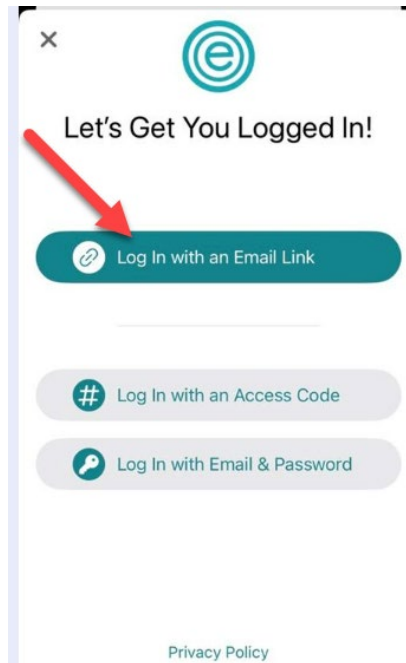 Let's Get You Logged In!
Log In with an Email Link
# Log In with an Access Code
Log In with Email & Password
Privacy Policy